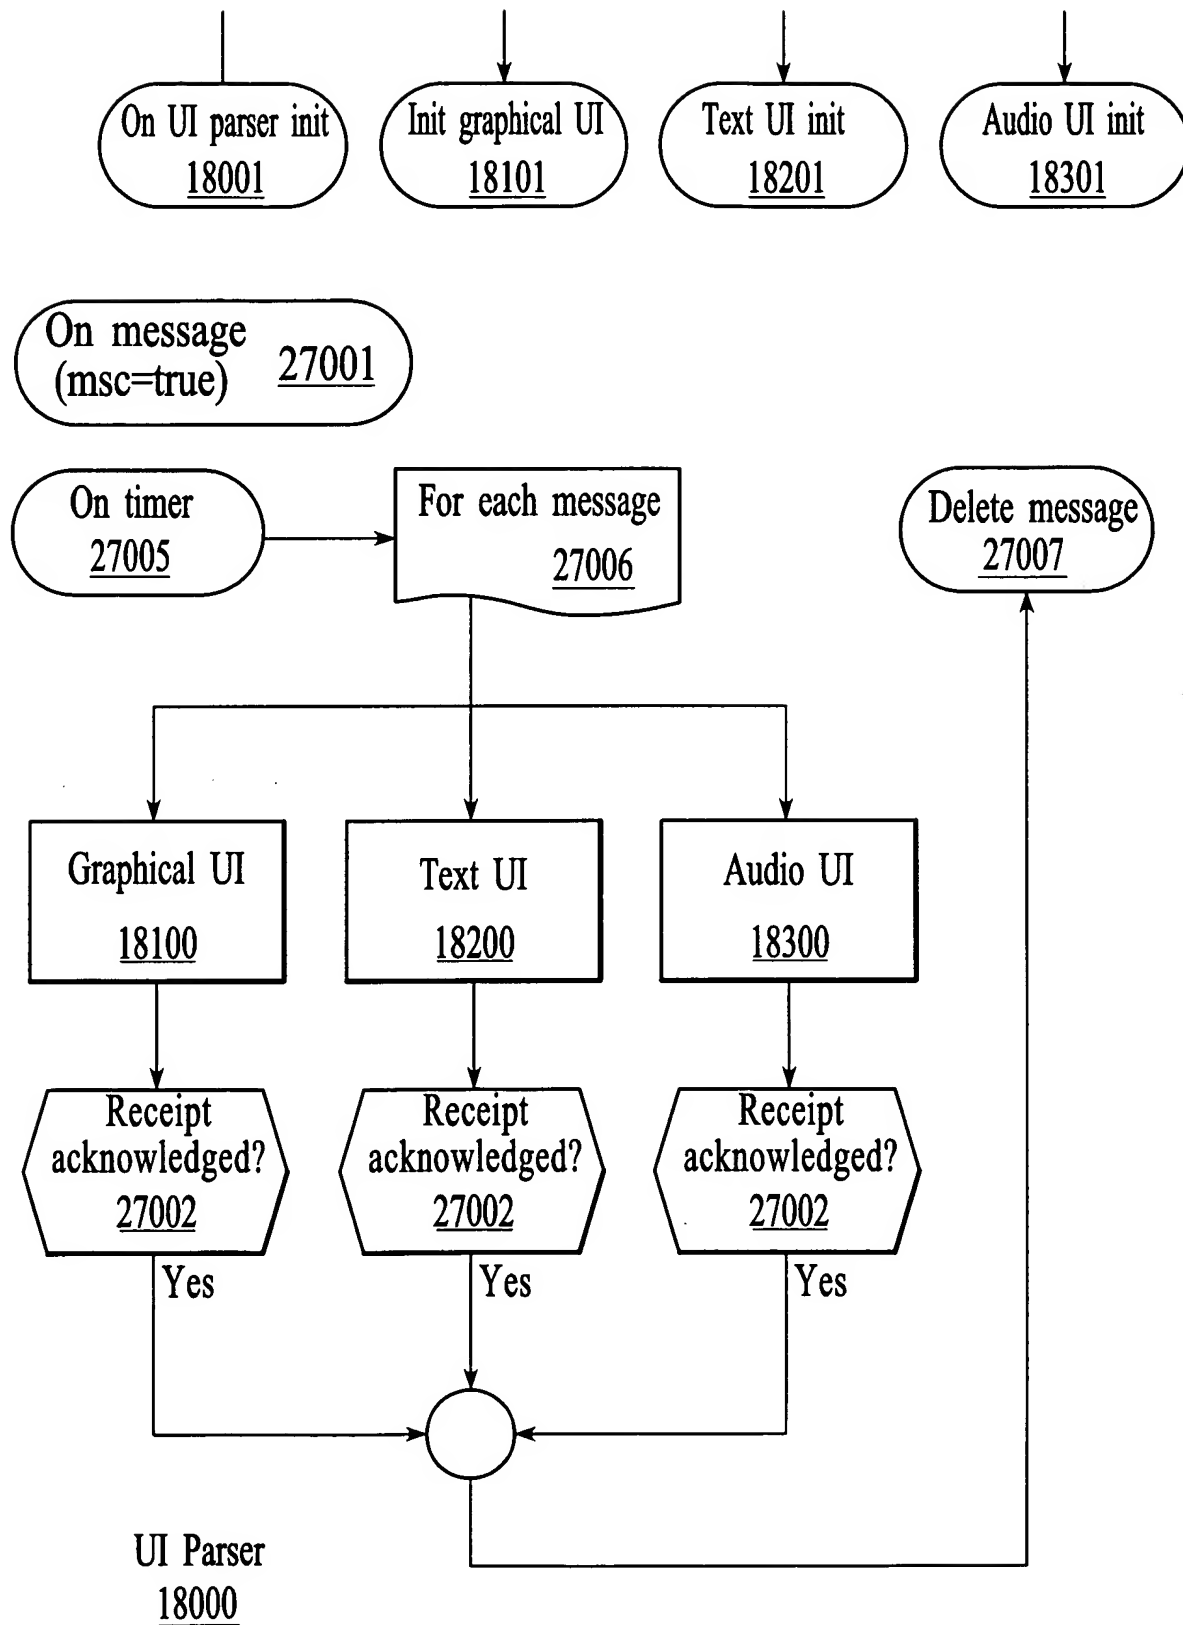 On UI parser init
18001
Init graphical UI
18101
Text UI init
18201
Audio UI init
18301
On message
(msc=true)
27001
On timer
27005
For each message
27006
Delete message
27007
Graphical UI
18100
Text UI
18200
Audio UI
18300
Receipt
acknowledged?
27002
Receipt
acknowledged?
27002
Receipt
acknowledged?
27002
Yes
Yes
Yes
UI Parser
18000